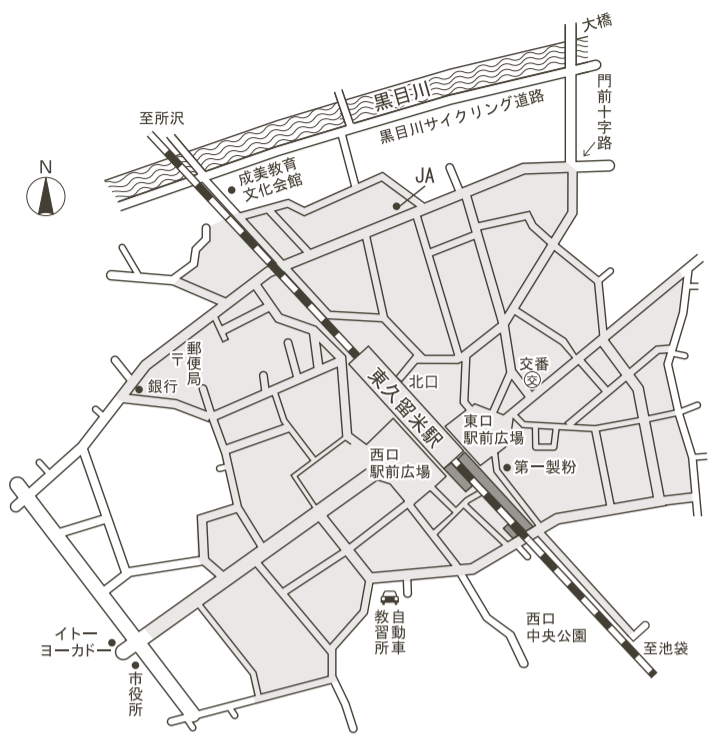 大橋
黒目川
門前十字路
黒目川サイクリング道路
至所沢
N
成美教育
文化会館
JA
郵便局
〒
銀行
北口
交番
交
東久留米駅
東口
駅前広場
西口
駅前広場
第一製粉
自動車
教習所
西口
中央公園
イトー
ヨーカドー
市役所
至池袋